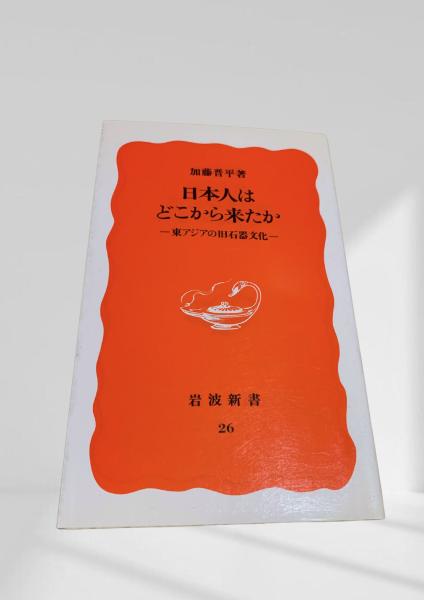 加藤晋平著
日本人は
どこから来たか
―東アジアの旧石器文化―
岩波新書
26